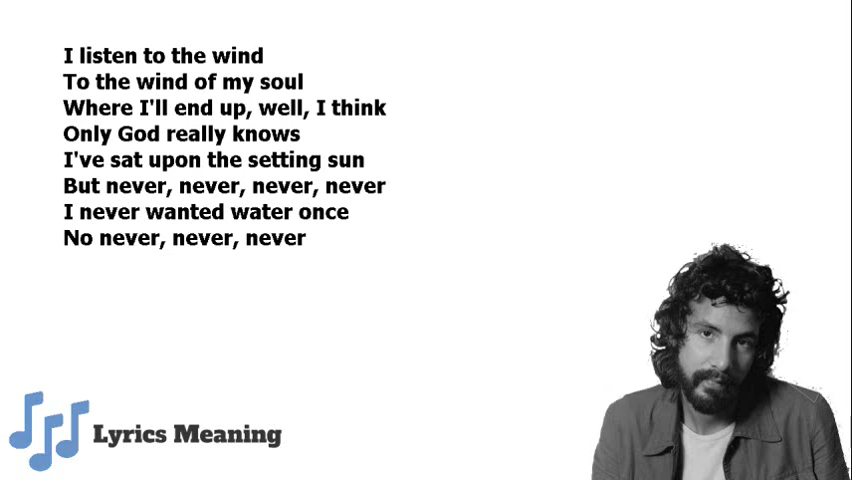 I listen to the wind
To the wind of my soul
Where I'll end up, well, I think
Only God really knows
I've sat upon the setting sun
But never, never, never, never
I never wanted water once
No never, never, never
Lyrics Meaning